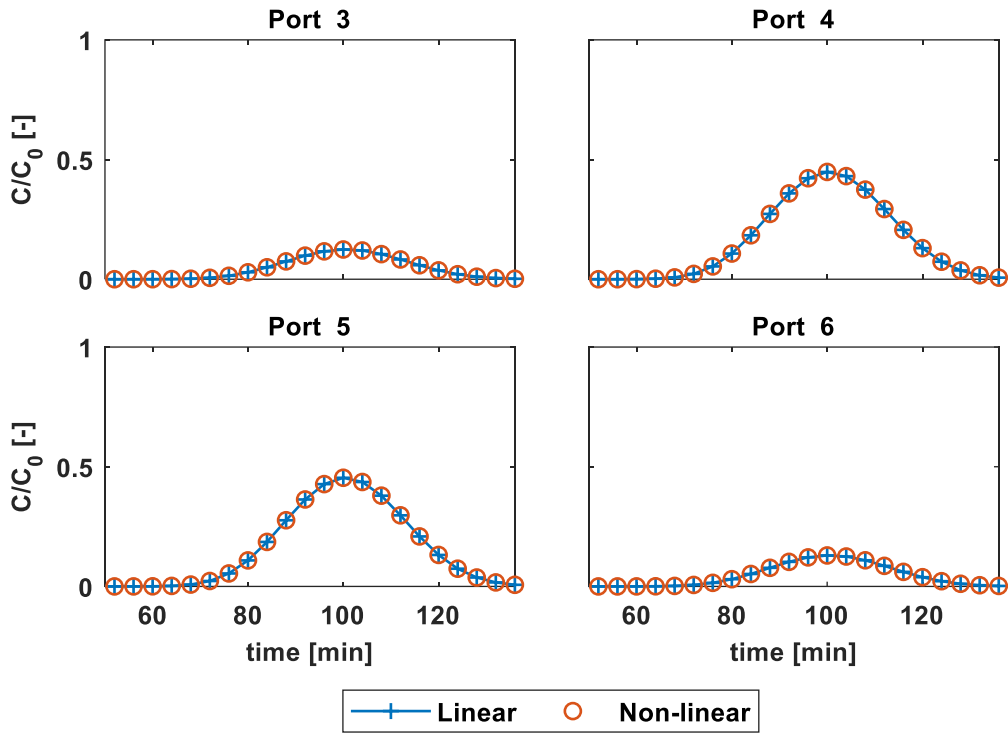 Port 3
Port 4
1
0.5
0
C/C0 [-]
Port 5
Port 6
1
0.5
0
C/C0 [-]
60 80 100 120
60 80 100 120
time [min]
time [min]
Linear Non-linear